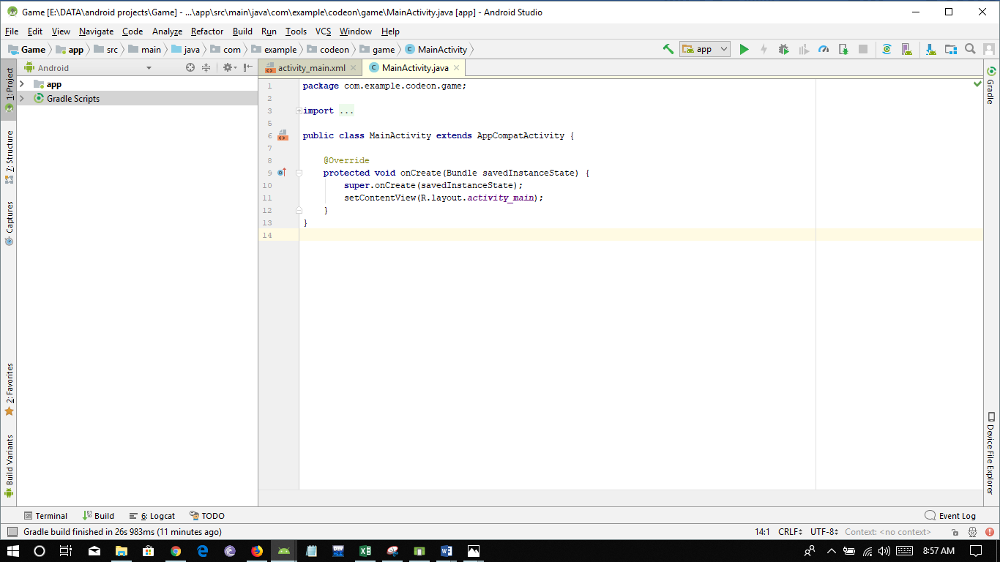 Game [E:\DATA\android projects\Game] - ...\app\src\main\java\com\example\codeon\game\MainActivity.java [app] - Android Studio
File Edit View Navigate Code Analyze Refactor Build Run Tools VCS Window Help
Game app src main java com example codeon game MainActivity app
1: Project
7: Structure
Captures
2: Favorites
Build Variants
Android
app
Gradle Scripts
activity_main.xml MainActivity.java
1 package com.example.codeon.game;
2
3 import ...
5
6 public class MainActivity extends AppCompatActivity {
7
8 @Override
9 protected void onCreate(Bundle savedInstanceState) {
10 super.onCreate(savedInstanceState);
11 setContentView(R.layout.activity_main);
12 }
13 }
14
Gradle
Device File Explorer
Terminal Build 6: Logcat TODO Event Log
Gradle build finished in 26s 983ms (11 minutes ago) 14:1 CRLF UTF-8 Context: <no context>
8:57 AM